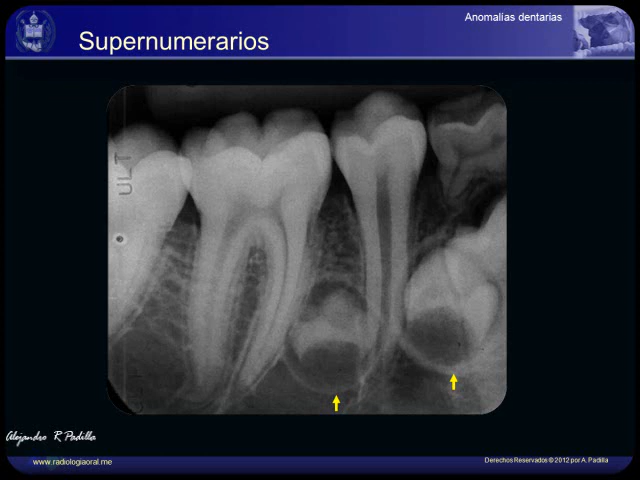 Anomalías dentarias
Supernumerarios
ULT
Alejandro R Padilla
www.radiologiaoral.me
Derechos Reservados © 2012 por A. Padilla